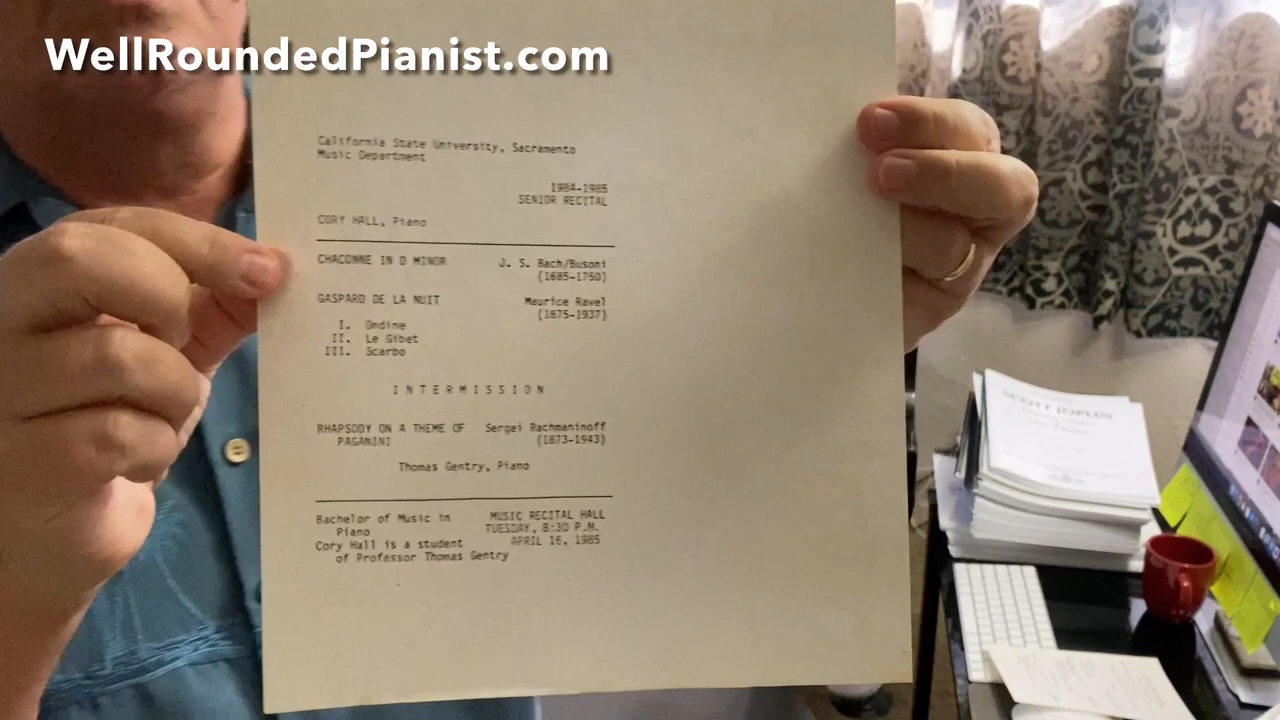 WellRoundedPianist.com
California State University, Sacramento
Music Department
1984-1985
SENIOR RECITAL
CORY HALL, Piano
CHACONNE IN D MINOR J. S. Bach/Busoni
(1685-1750)
GASPARD DE LA NUIT Maurice Ravel
(1875-1937)
I. Ondine
II. Le Gibet
III. Scarbo
INTERMISSION
RHAPSODY ON A THEME OF Sergei Rachmaninoff
PAGANINI (1873-1943)
Thomas Gentry, Piano
Bachelor of Music in MUSIC RECITAL HALL
Piano TUESDAY, 8:30 P.M.
Cory Hall is a student APRIL 16, 1985
of Professor Thomas Gentry
SCOTT JOPLIN